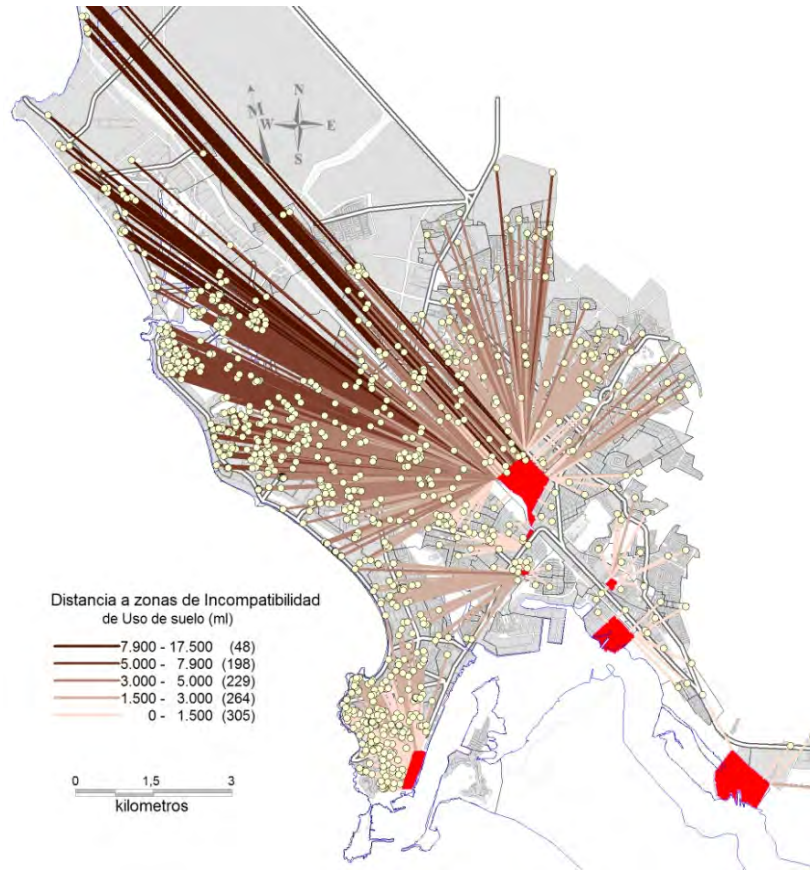 N
M
W
E
S
Distancia a zonas de Incompatibilidad
de Uso de suelo (ml)
7.900 - 17.500 (48)
5.000 - 7.900 (198)
3.000 - 5.000 (229)
1.500 - 3.000 (264)
0 - 1.500 (305)
0 1,5 3
kilometros